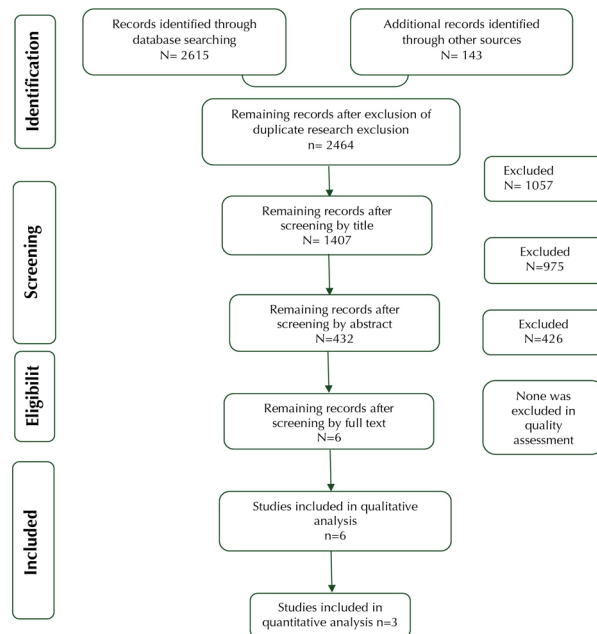 Identification
Records identified through
database searching
N= 2615
Additional records identified
through other sources
N= 143
Remaining records after exclusion of
duplicate research exclusion
n= 2464
Excluded
N= 1057
Screening
Remaining records after
screening by title
N= 1407
Excluded
N=975
Remaining records after
screening by abstract
N=432
Excluded
N=426
Eligibilit
Remaining records after
screening by full text
N=6
None was
excluded in
quality
assessment
Included
Studies included in qualitative
analysis
n=6
Studies included in
quantitative analysis n=3